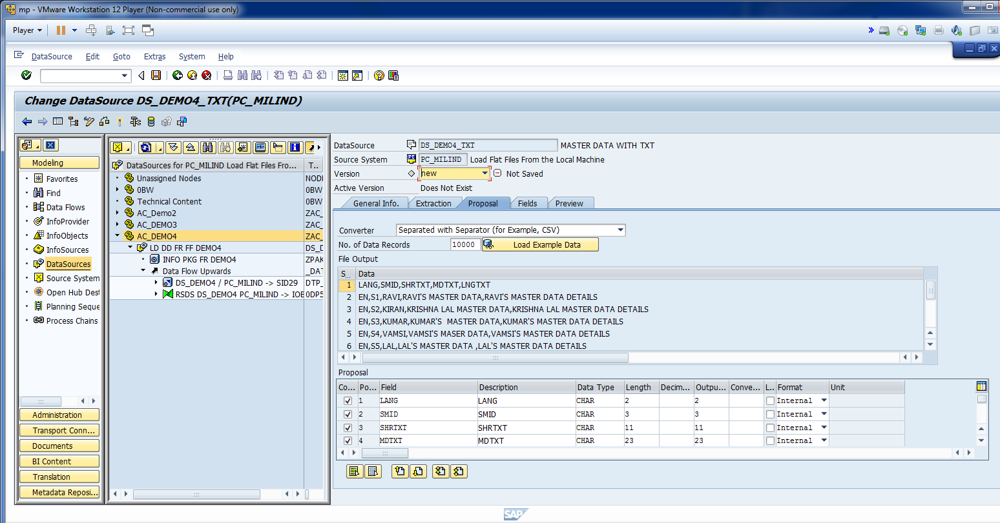 mp - VMware Workstation 12 Player (Non-commercial use only)
Player
DataSource Edit Goto Extras System Help
Change DataSource DS_DEMO4_TXT(PC_MILIND)
Modeling
Favorites
Find
Data Flows
InfoProvider
InfoObjects
InfoSources
DataSources
Source System
Open Hub Dest
Planning Seque
Process Chains
Administration
Transport Conn...
Documents
BI Content
Translation
Metadata Reposi...
DataSources for PC_MILIND Load Flat Files Fro... T..
Unassigned Nodes NODE
0BW 0BW
Technical Content 0BW
AC_Demo2 ZAC_
AC_DEMO3 ZAC_
AC_DEMO4 ZAC_
LD DD FR FF DEMO4 DS_D
INFO PKG FR DEMO4 ZPAK
Data Flow Upwards _DAT
DS_DEMO4 / PC_MILIND -> SID29 DTP_
RSDS DS_DEMO4 PC_MILIND -> IOB 0DP5
DataSource DS_DEMO4_TXT MASTER DATA WITH TXT
Source System PC_MILIND Load Flat Files From the Local Machine
Version new Not Saved
Active Version Does Not Exist
General Info. Extraction Proposal Fields Preview
Converter Separated with Separator (for Example, CSV)
No. of Data Records 10000 Load Example Data
File Output
S... Data
1 LANG,SMID,SHRTXT,MDTXT,LNGTXT
2 EN,S1,RAVI,RAVI'S MASTER DATA,RAVI'S MASTER DATA DETAILS
3 EN,S2,KIRAN,KRISHNA LAL MASTER DATA,KRISHNA LAL MASTER DATA DETAILS
4 EN,S3,KUMAR,KUMAR'S  MASTER DATA,KUMAR'S MASTER DATA DETAILS
5 EN,S4,VAMSI,VAMSI'S MASER DATA,VAMSI'S MASTER DATA DETAILS
6 EN,S5,LAL,LAL'S MASTER DATA ,LAL'S MASTER DATA DETAILS
Proposal
Co... Po... Field Description Data Type Length Decim... Outpu... Conve... L.. Format Unit
1 LANG LANG CHAR 2 2 Internal
2 SMID SMID CHAR 3 3 Internal
3 SHRTXT SHRTXT CHAR 11 11 Internal
4 MDTXT MDTXT CHAR 23 23 Internal
SAP